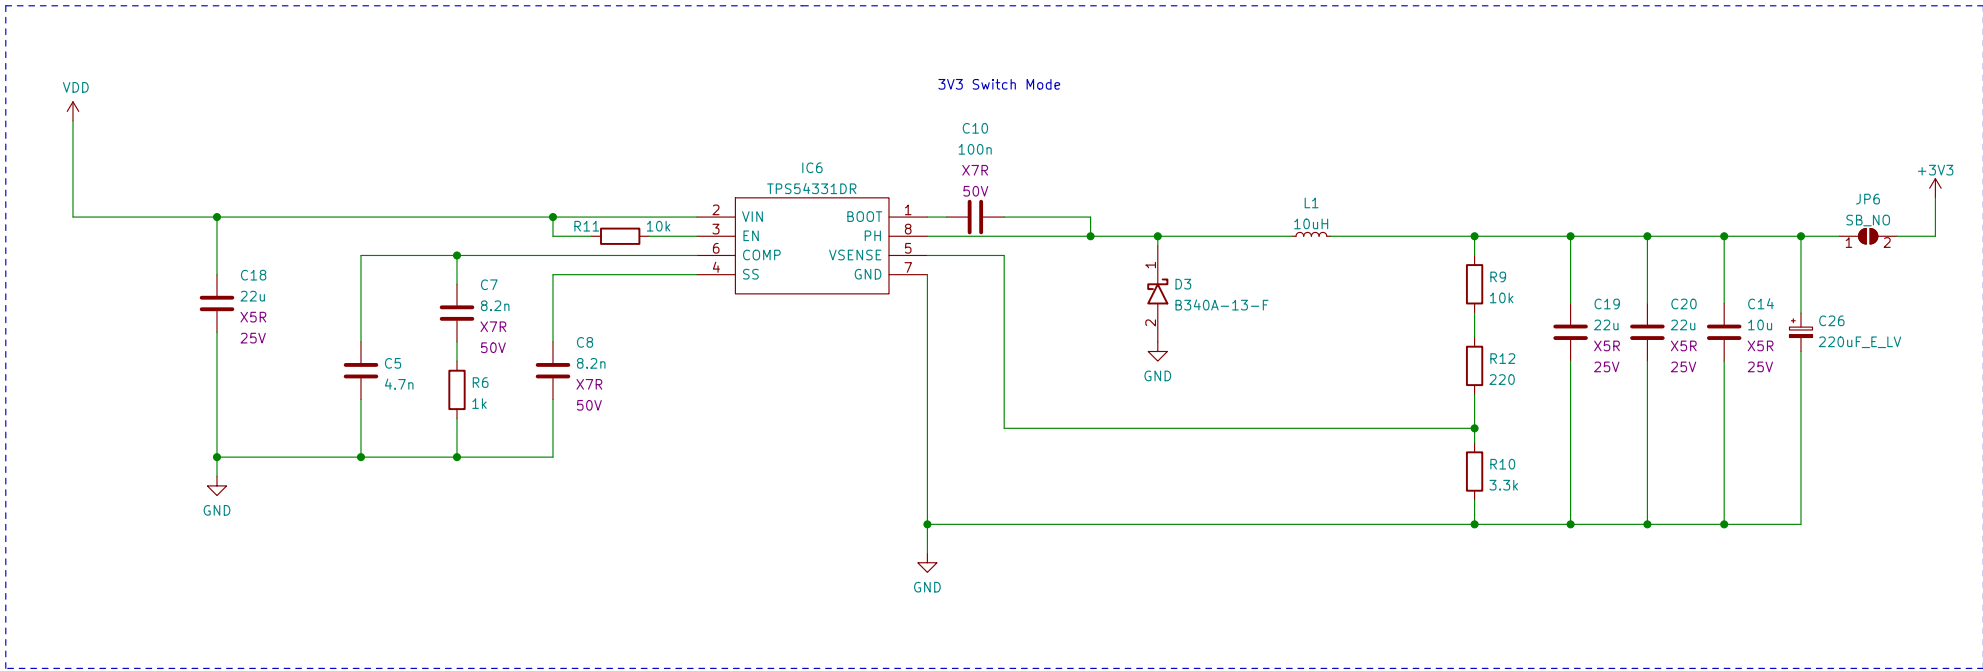 3V3 Switch Mode
VDD
C18
22u
X5R
25V
GND
C5
4.7n
C7
8.2n
X7R
50V
R6
1k
C8
8.2n
X7R
50V
R11
10k
IC6
TPS54331DR
2
VIN
3
EN
6
COMP
4
SS
BOOT
1
PH
8
VSENSE
5
GND
7
C10
100n
X7R
50V
GND
1
2
D3
B340A-13-F
GND
L1
10uH
R9
10k
R12
220
R10
3.3k
C19
22u
X5R
25V
C20
22u
X5R
25V
C14
10u
X5R
25V
+
C26
220uF_E_LV
JP6
SB_NO
1
2
+3V3